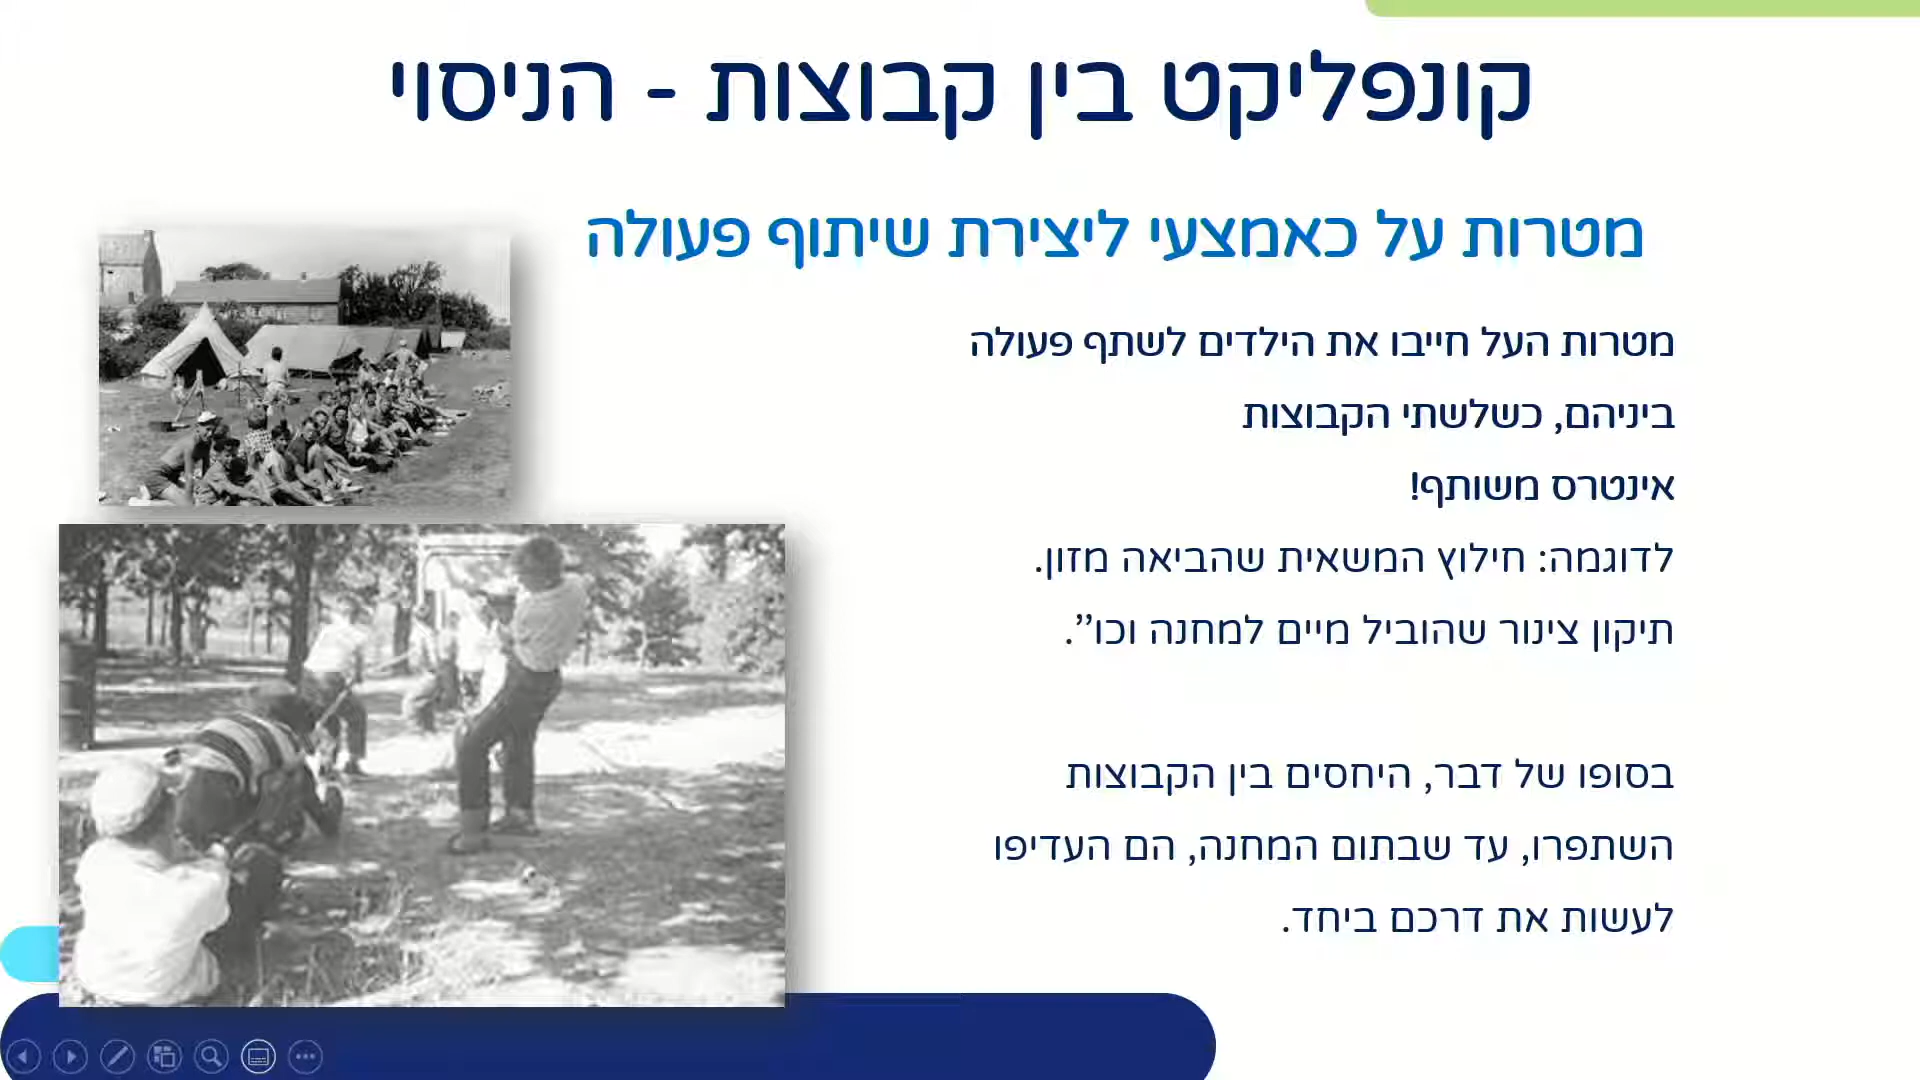 קונפליקט בין קבוצות - הניסוי
מטרות על כאמצעי ליצירת שיתוף פעולה
מטרות העל חייבו את הילדים לשתף פעולה
ביניהם, כשלשתי הקבוצות
אינטרס משותף!
לדוגמה: חילוץ המשאית שהביאה מזון.
תיקון צינור שהוביל מיים למחנה וכו”.
בסופו של דבר, היחסים בין הקבוצות
השתפרו, עד שבתום המחנה, הם העדיפו
לעשות את דרכם ביחד.